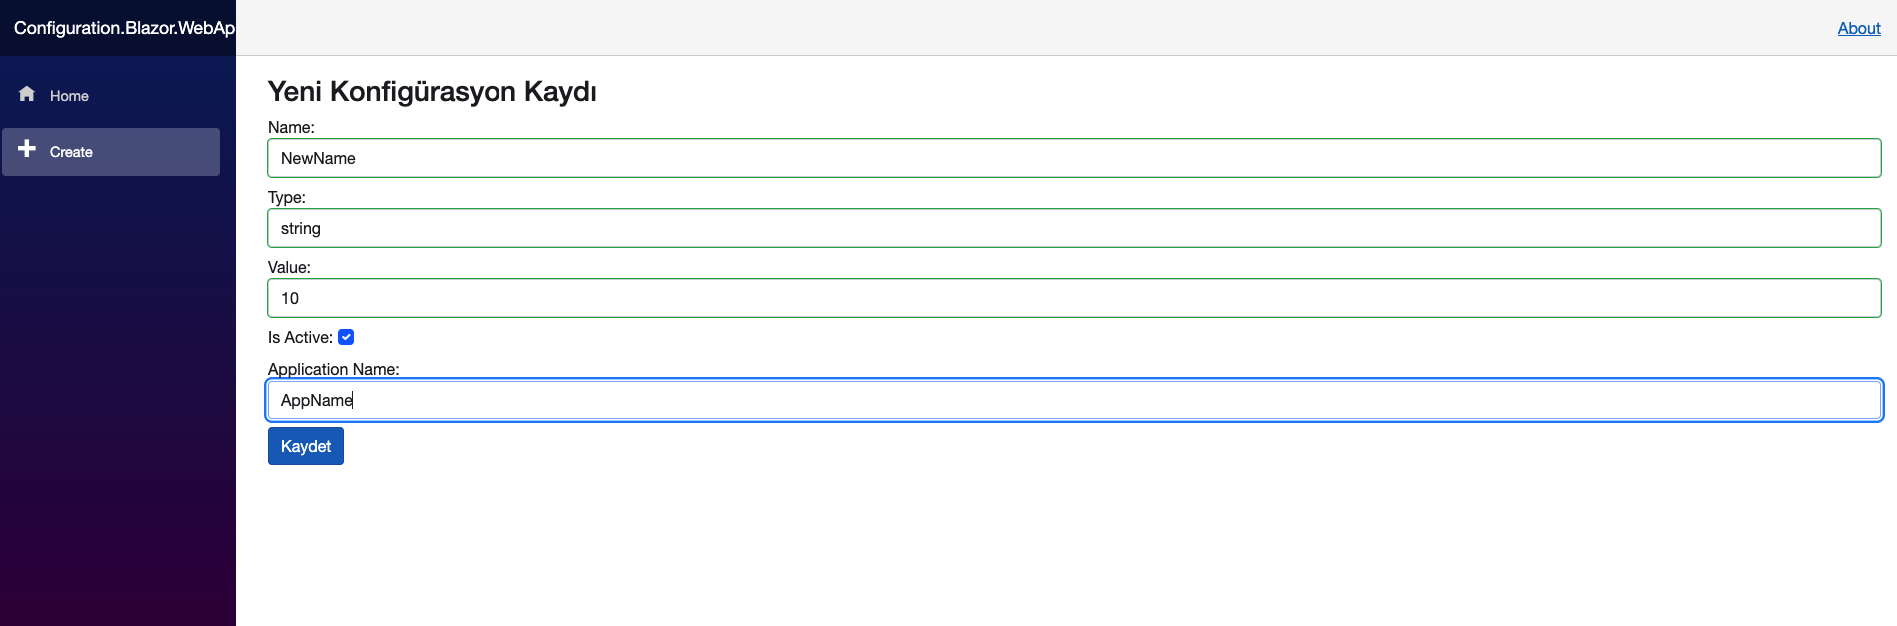 Configuration.Blazor.WebAp
About
Home
Create
Yeni Konfigürasyon Kaydı
Name:
NewName
Type:
string
Value:
10
Is Active:
Application Name:
AppName
Kaydet